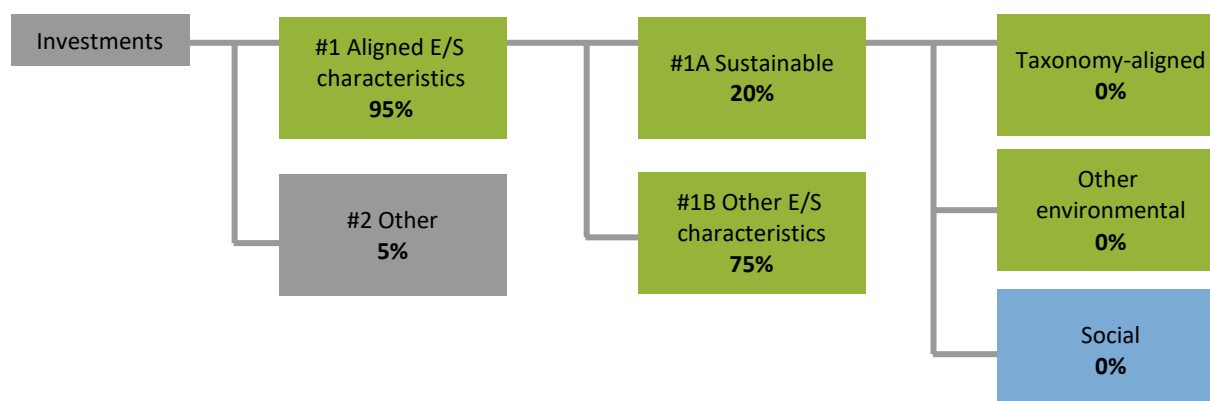 Investments
#1 Aligned E/S
characteristics
95%
#2 Other
5%
#1A Sustainable
20%
#1B Other E/S
characteristics
75%
Taxonomy-aligned
0%
Other
environmental
0%
Social
0%